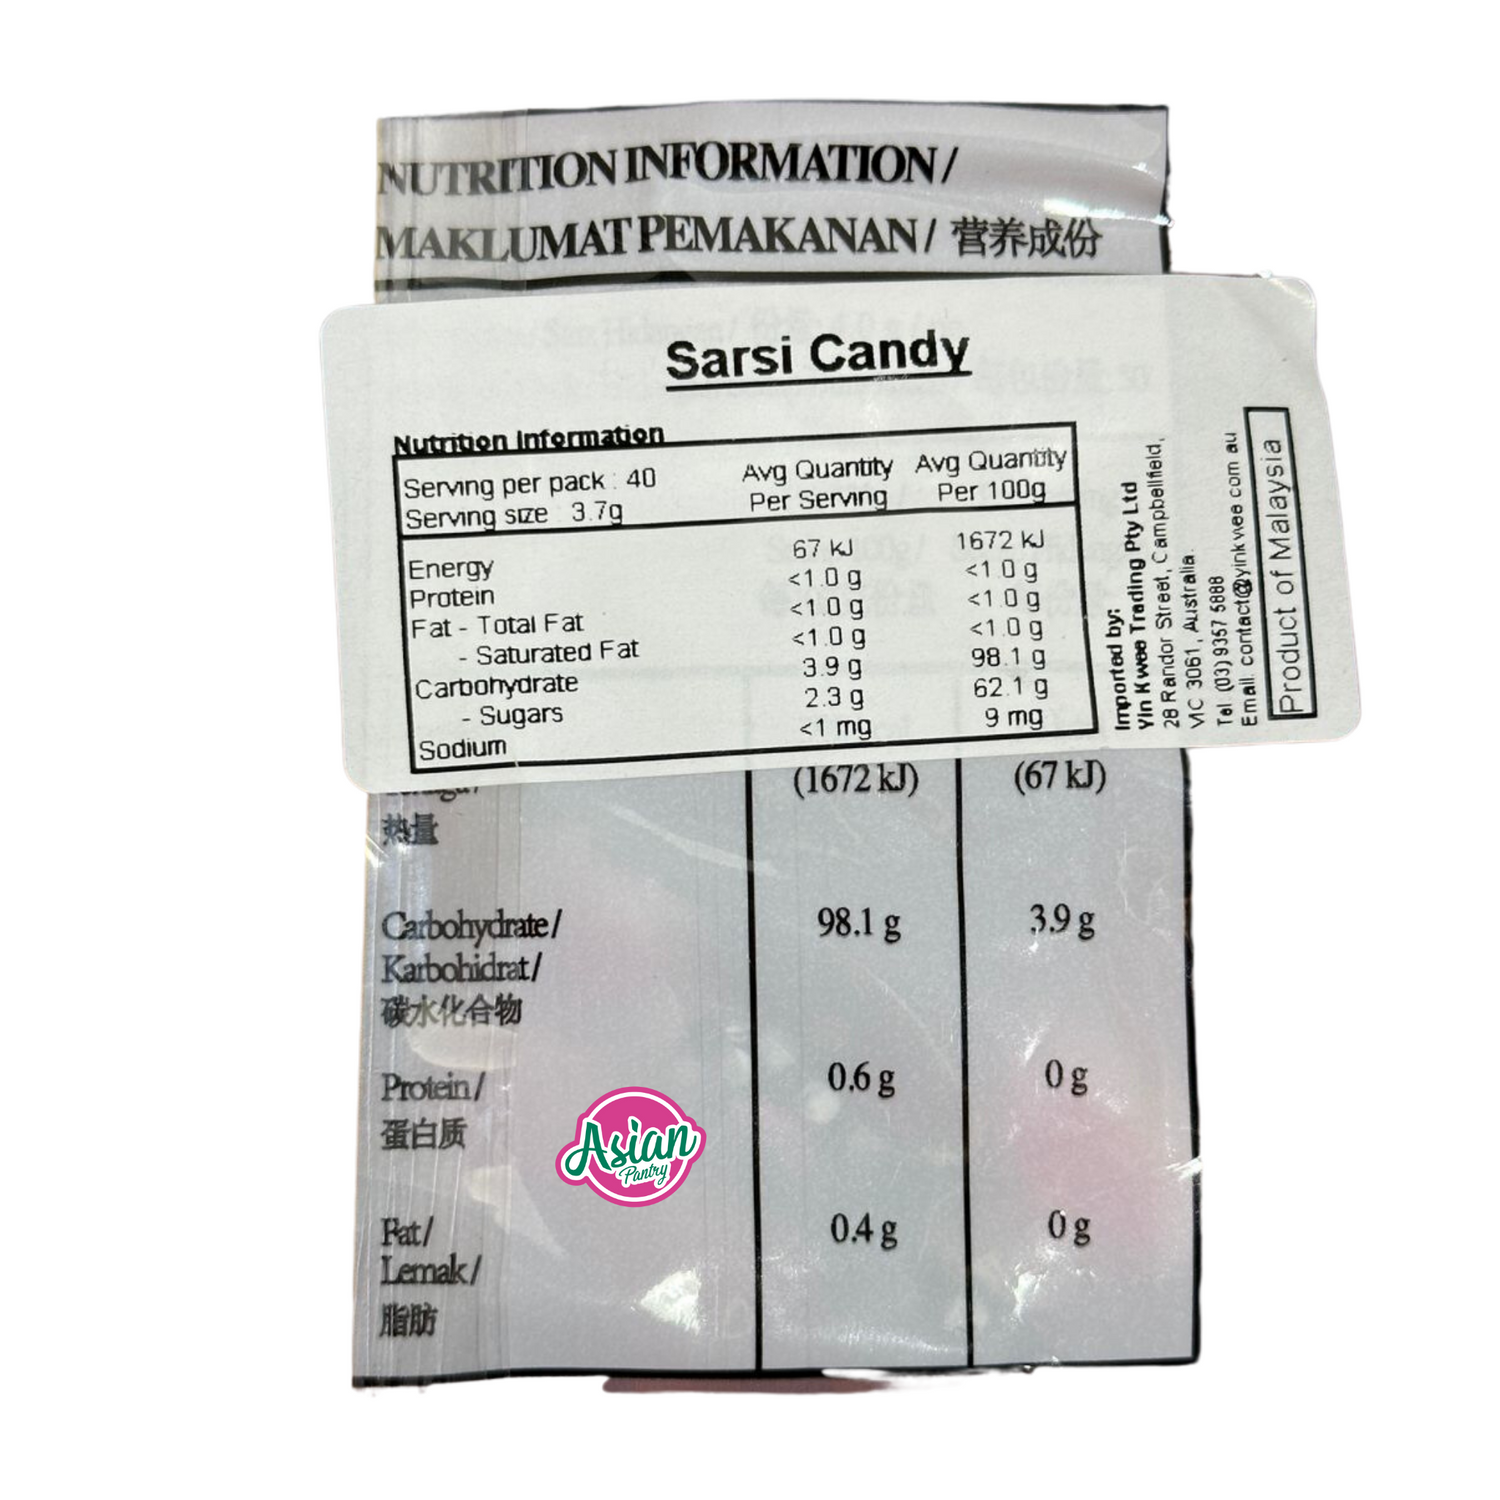 NUTRITION INFORMATION /
MAKLUMAT PEMAKANAN / 营养成份
Sarsi Candy
Nutrition Information
Serving per pack : 40 Avg Quantity Avg Quantity
Serving size 3.7g Per Serving Per 100g
Energy 67 kJ 1672 kJ
Protein <1.0 g <1.0 g
Fat - Total Fat <1.0 g <1.0 g
- Saturated Fat <1.0 g <1.0 g
Carbohydrate 3.9 g 98.1 g
- Sugars 2.3 g 62.1 g
Sodium <1 mg 9 mg
Imported by:
Yin Kwee Trading Pty Ltd
28 Randor Street, Campbellfield,
VIC 3061, Australia.
Tel (03) 9357 5888
Email. contact@yinkwee.com au
Product of Malaysia
(1672 kJ) (67 kJ)
热量
Carbohydrate / 98.1 g 3.9 g
Karbohidrat /
碳水化合物
Protein / 0.6 g 0 g
蛋白质
Asian
Pantry
Fat / 0.4 g 0 g
Lemak /
脂肪